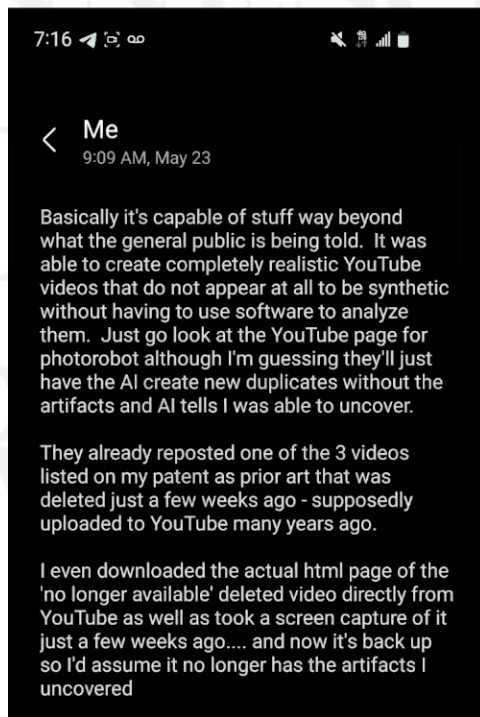 7:16
Me
9:09 AM, May 23
Basically it's capable of stuff way beyond
what the general public is being told.  It was
able to create completely realistic YouTube
videos that do not appear at all to be synthetic
without having to use software to analyze
them.  Just go look at the YouTube page for
photorobot although I'm guessing they'll just
have the AI create new duplicates without the
artifacts and AI tells I was able to uncover.
They already reposted one of the 3 videos
listed on my patent as prior art that was
deleted just a few weeks ago - supposedly
uploaded to YouTube many years ago.
I even downloaded the actual html page of the
'no longer available' deleted video directly from
YouTube as well as took a screen capture of it
just a few weeks ago.... and now it's back up
so I'd assume it no longer has the artifacts I
uncovered